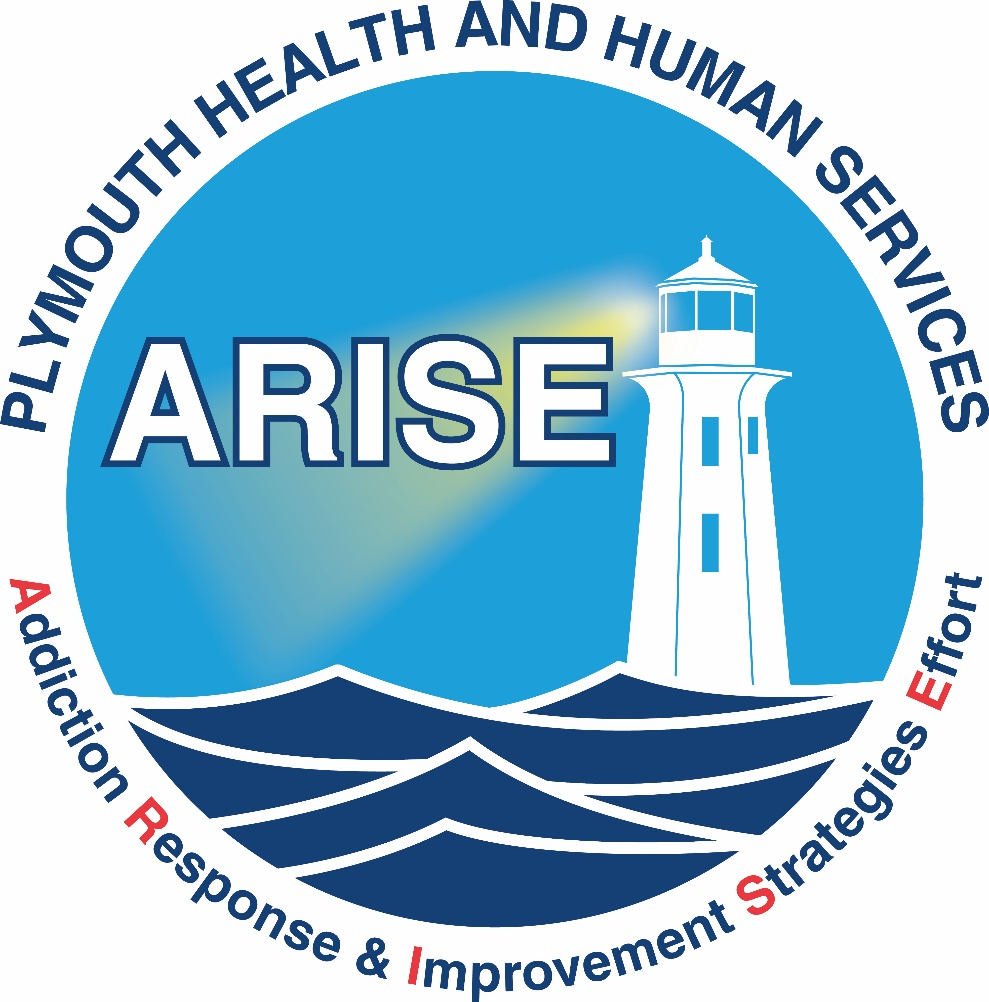 PLYMOUTH HEALTH AND HUMAN SERVICES
ARISE
Addiction Response & Improvement Strategies Effort